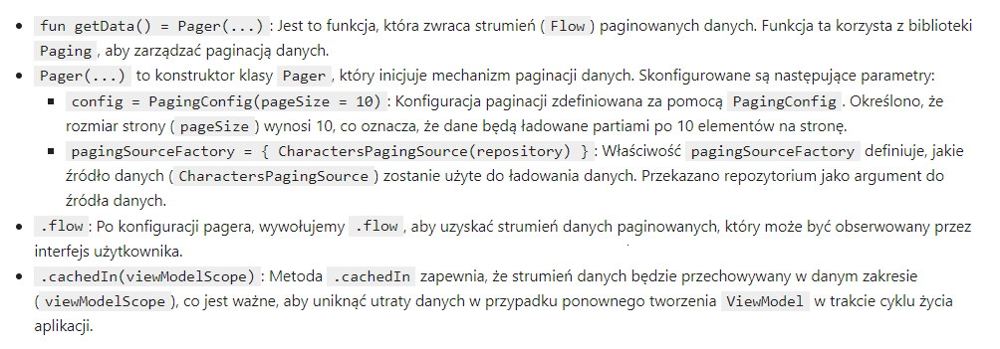 fun getData() = Pager(...) : Jest to funkcja, która zwraca strumień ( Flow ) paginowanych danych. Funkcja ta korzysta z biblioteki
Paging , aby zarządzać paginacją danych.
Pager(...) to konstruktor klasy Pager , który inicjuje mechanizm paginacji danych. Skonfigurowane są następujące parametry:
config = PagingConfig(pageSize = 10) : Konfiguracja paginacji zdefiniowana za pomocą PagingConfig . Określono, że
rozmiar strony ( pageSize ) wynosi 10, co oznacza, że dane będą ładowane partiami po 10 elementów na stronę.
pagingSourceFactory = { CharactersPagingSource(repository) } : Właściwość pagingSourceFactory definiuje, jakie
źródło danych ( CharactersPagingSource ) zostanie użyte do ładowania danych. Przekazano repozytorium jako argument do
źródła danych.
.flow : Po konfiguracji pagera, wywołujemy .flow , aby uzyskać strumień danych paginowanych, który może być obserwowany przez
interfejs użytkownika.
.cachedIn(viewModelScope) : Metoda .cachedIn zapewnia, że strumień danych będzie przechowywany w danym zakresie
( viewModelScope ), co jest ważne, aby uniknąć utraty danych w przypadku ponownego tworzenia ViewModel w trakcie cyklu życia
aplikacji.